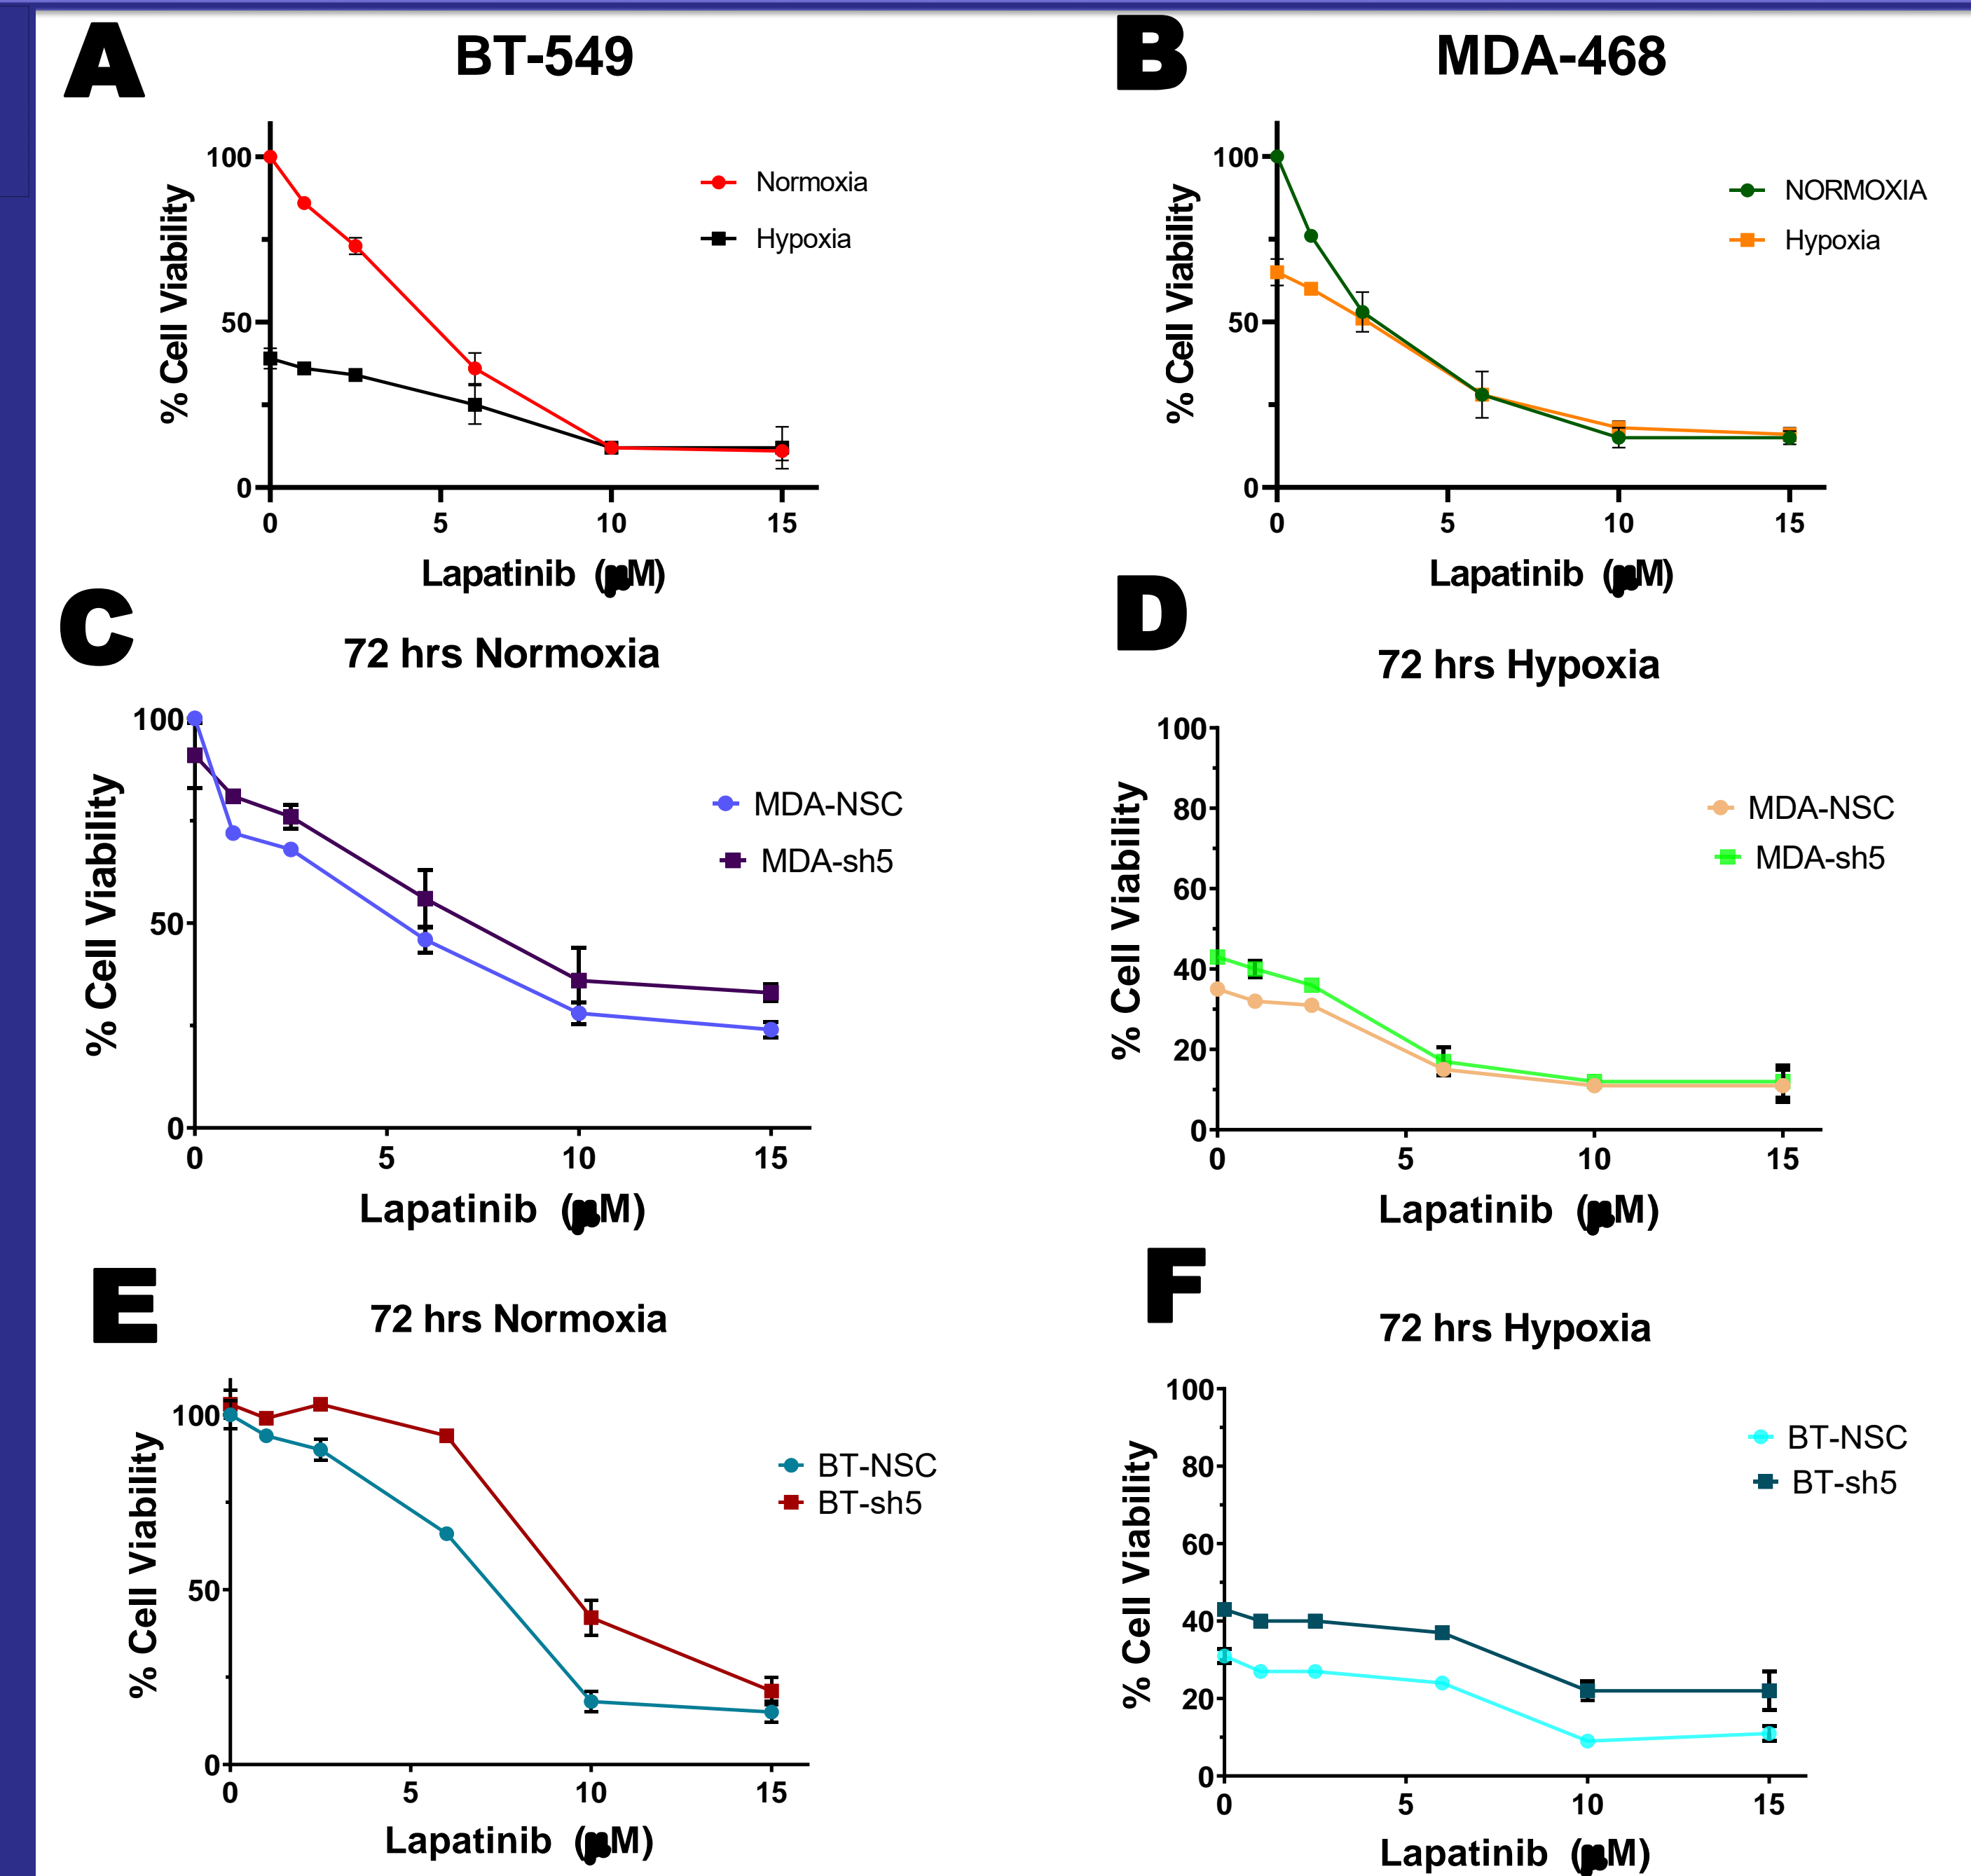 A
BT-549
100
50
0
0 5 10 15
% Cell Viability
Lapatinib (μM)
Normoxia
Hypoxia
B
MDA-468
100
50
0
0 5 10 15
% Cell Viability
Lapatinib (μM)
NORMOXIA
Hypoxia
C
72 hrs Normoxia
100
50
0
0 5 10 15
% Cell Viability
Lapatinib (μM)
MDA-NSC
MDA-sh5
D
72 hrs Hypoxia
100
80
60
40
20
0
0 5 10 15
% Cell Viability
Lapatinib (μM)
MDA-NSC
MDA-sh5
E
72 hrs Normoxia
100
50
0
0 5 10 15
% Cell Viability
Lapatinib (μM)
BT-NSC
BT-sh5
F
72 hrs Hypoxia
100
80
60
40
20
0
0 5 10 15
% Cell Viability
Lapatinib (μM)
BT-NSC
BT-sh5